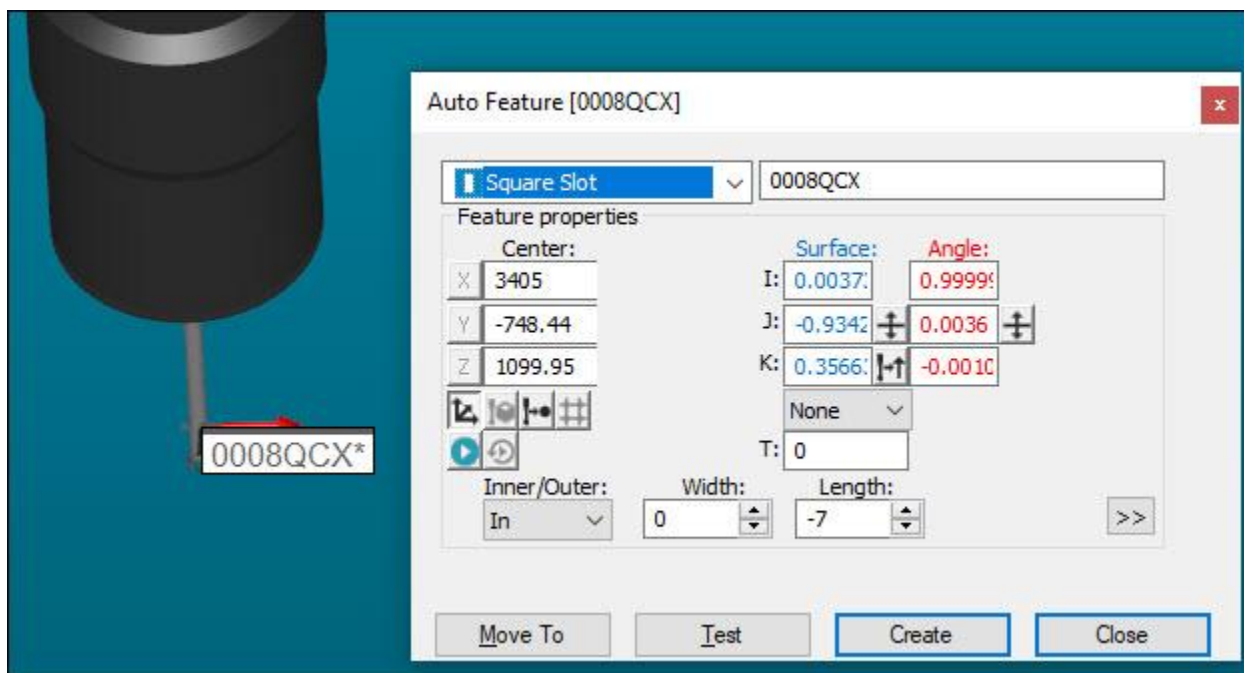 Auto Feature [0008QCX]
x
Square Slot 0008QCX
Feature properties
Center: Surface: Angle:
X 3405 I: 0.0037 0.9999
Y -748.44 J: -0.9342 0.0036
Z 1099.95 K: 0.3566 -0.0010
None
T: 0
0008QCX*
Inner/Outer: Width: Length:
In 0 -7 >>
Move To Test Create Close